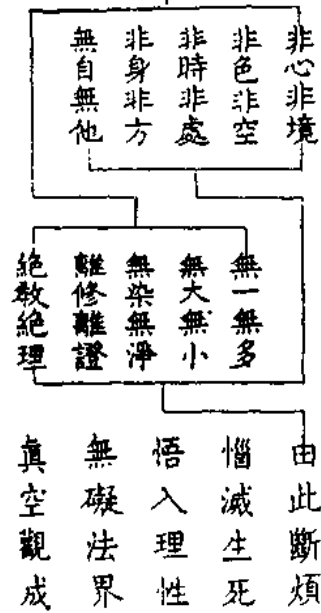 非心非境
非色非空
非時非處
非身非方
無自無他
無一無多
無大無小
無染無淨
離修離證
絕教絕理
由此斷煩
惱滅生死
悟入理性
無礙法界
真空觀成